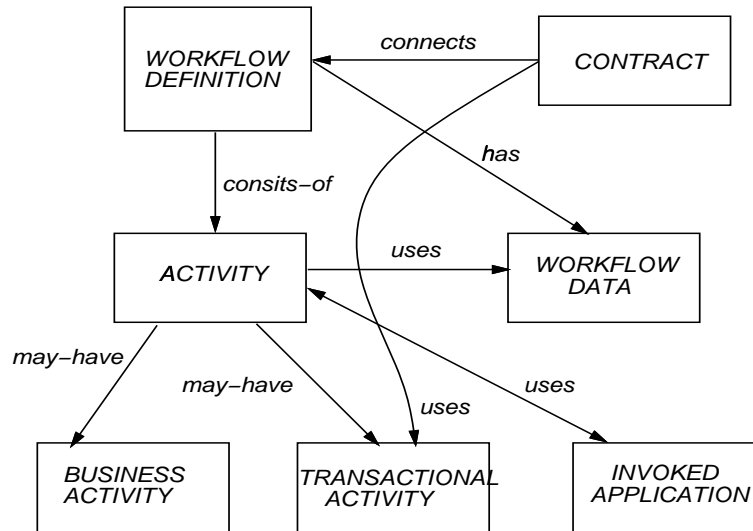 WORKFLOW
DEFINITION
connects
CONTRACT
has
consits-of
ACTIVITY
uses
WORKFLOW
DATA
may-have
may-have
uses
uses
BUSINESS
ACTIVITY
TRANSACTIONAL
ACTIVITY
INVOKED
APPLICATION